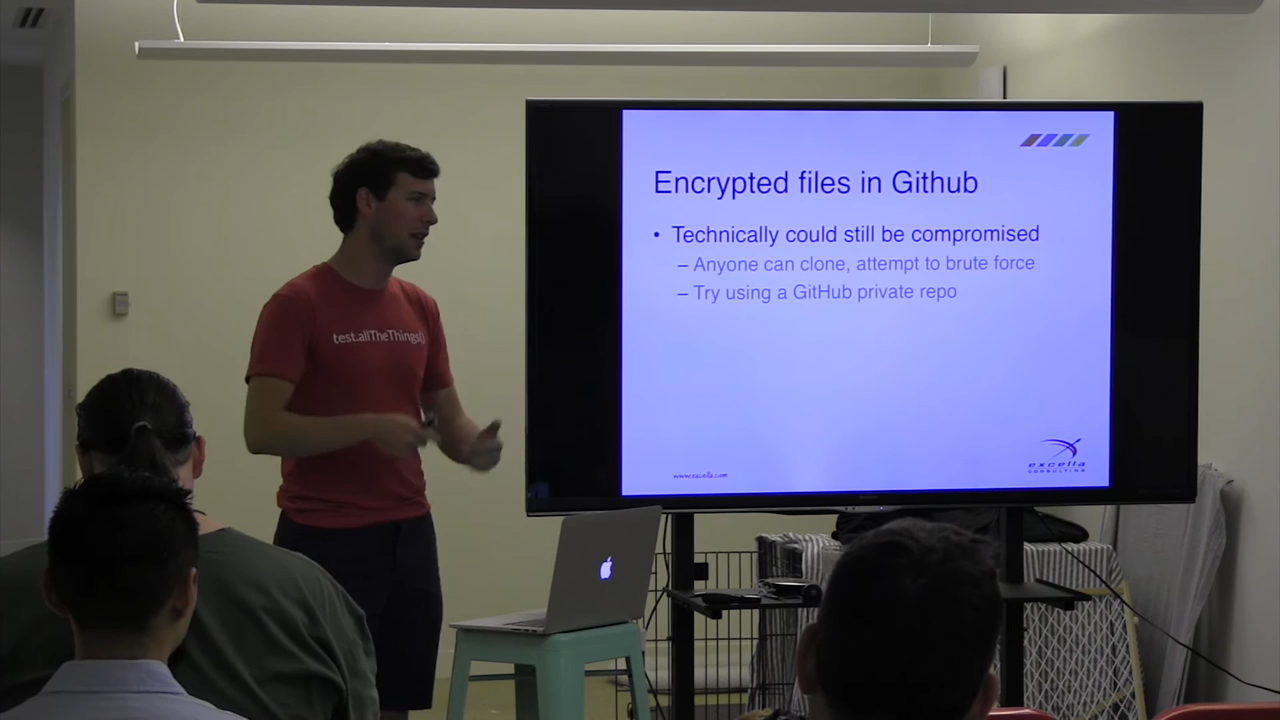 test.allTheThings()
Encrypted files in Github
• Technically could still be compromised
– Anyone can clone, attempt to brute force
– Try using a GitHub private repo
www.excella.com
excella
CONSULTING